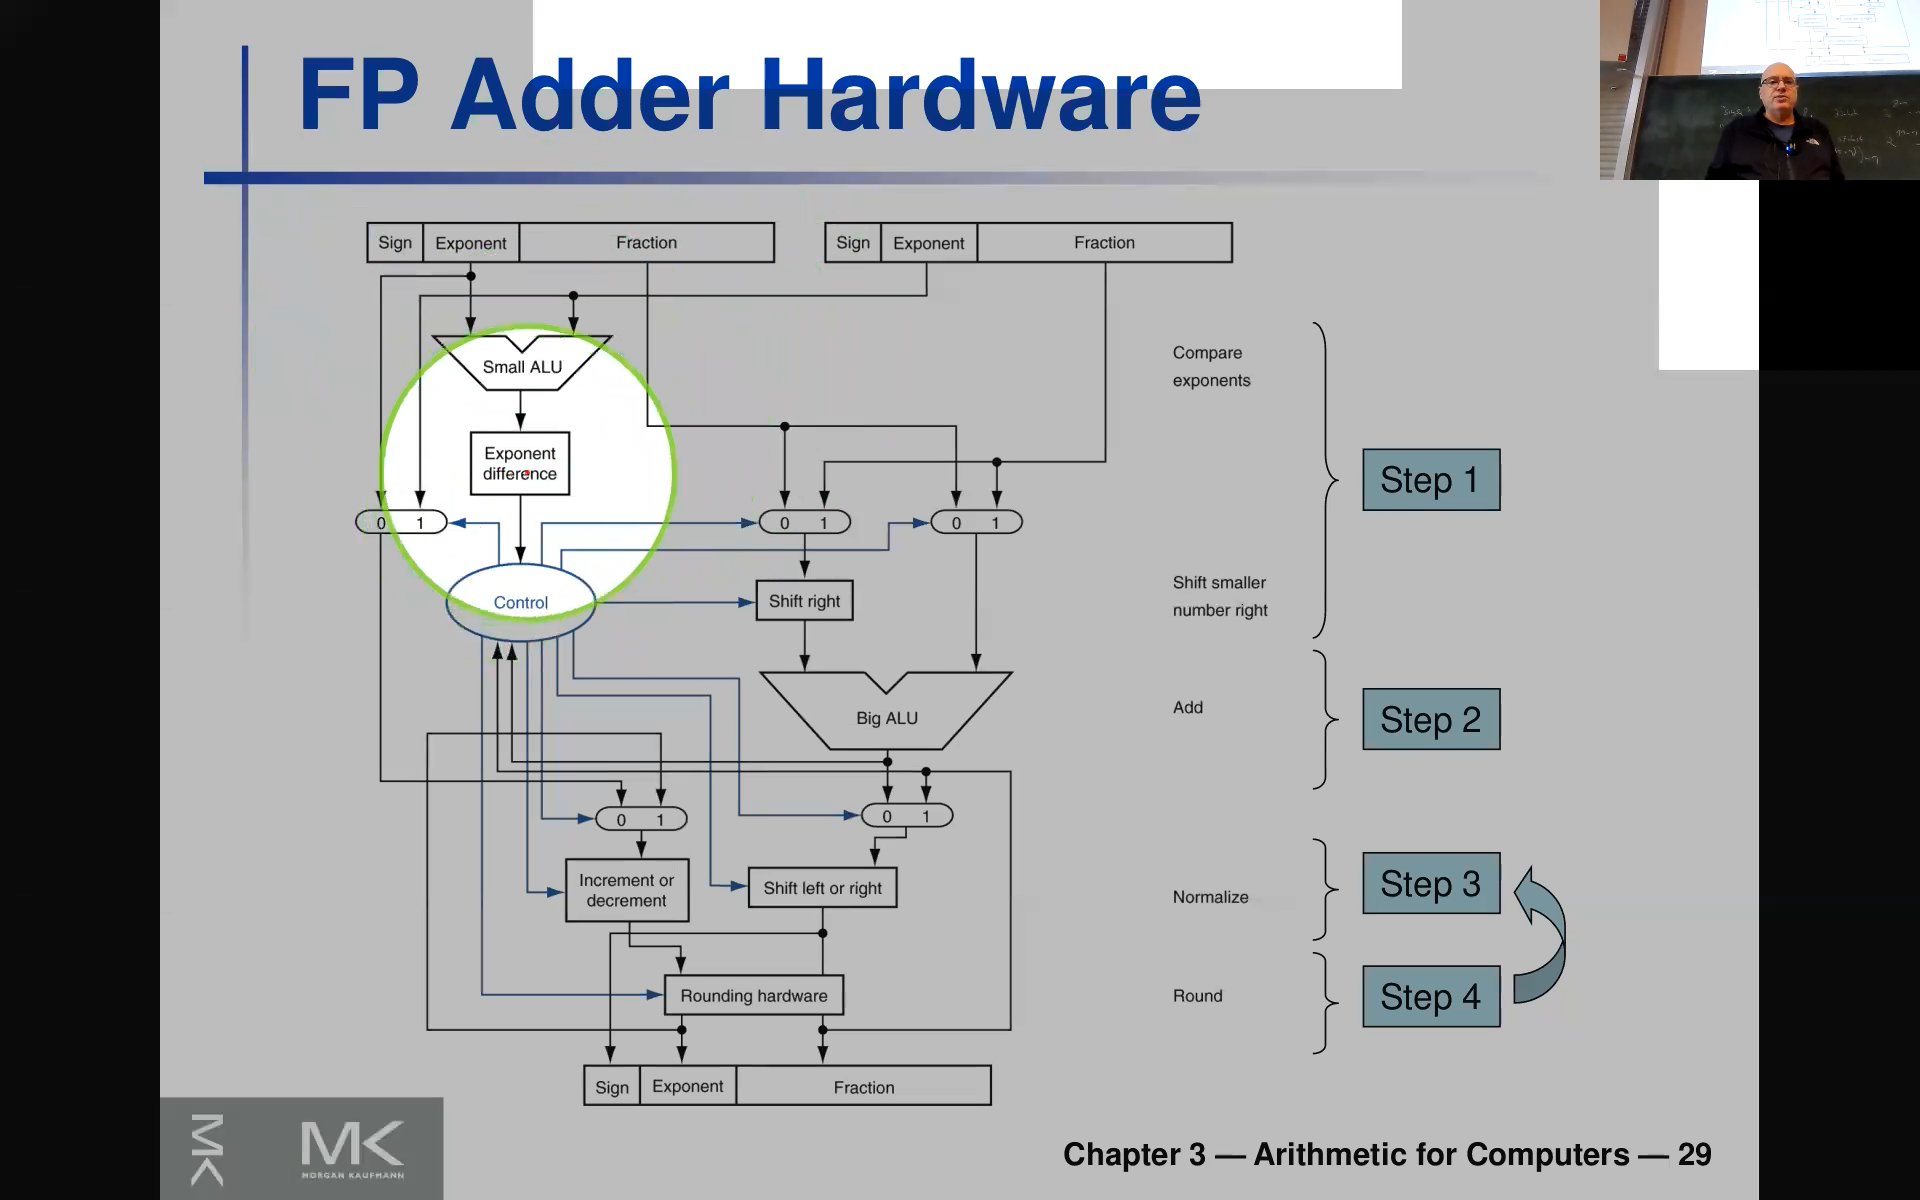 FP Adder Hardware
Sign Exponent Fraction
Sign Exponent Fraction
Small ALU
Compare
exponents
Exponent
difference
Step 1
0 1
0 1
0 1
Control
Shift right
Shift smaller
number right
Big ALU
Add
Step 2
0 1
0 1
Increment or
decrement
Shift left or right
Normalize
Step 3
Rounding hardware
Round
Step 4
Sign Exponent Fraction
MK
MK
MORGAN KAUFMANN
Chapter 3 — Arithmetic for Computers — 29